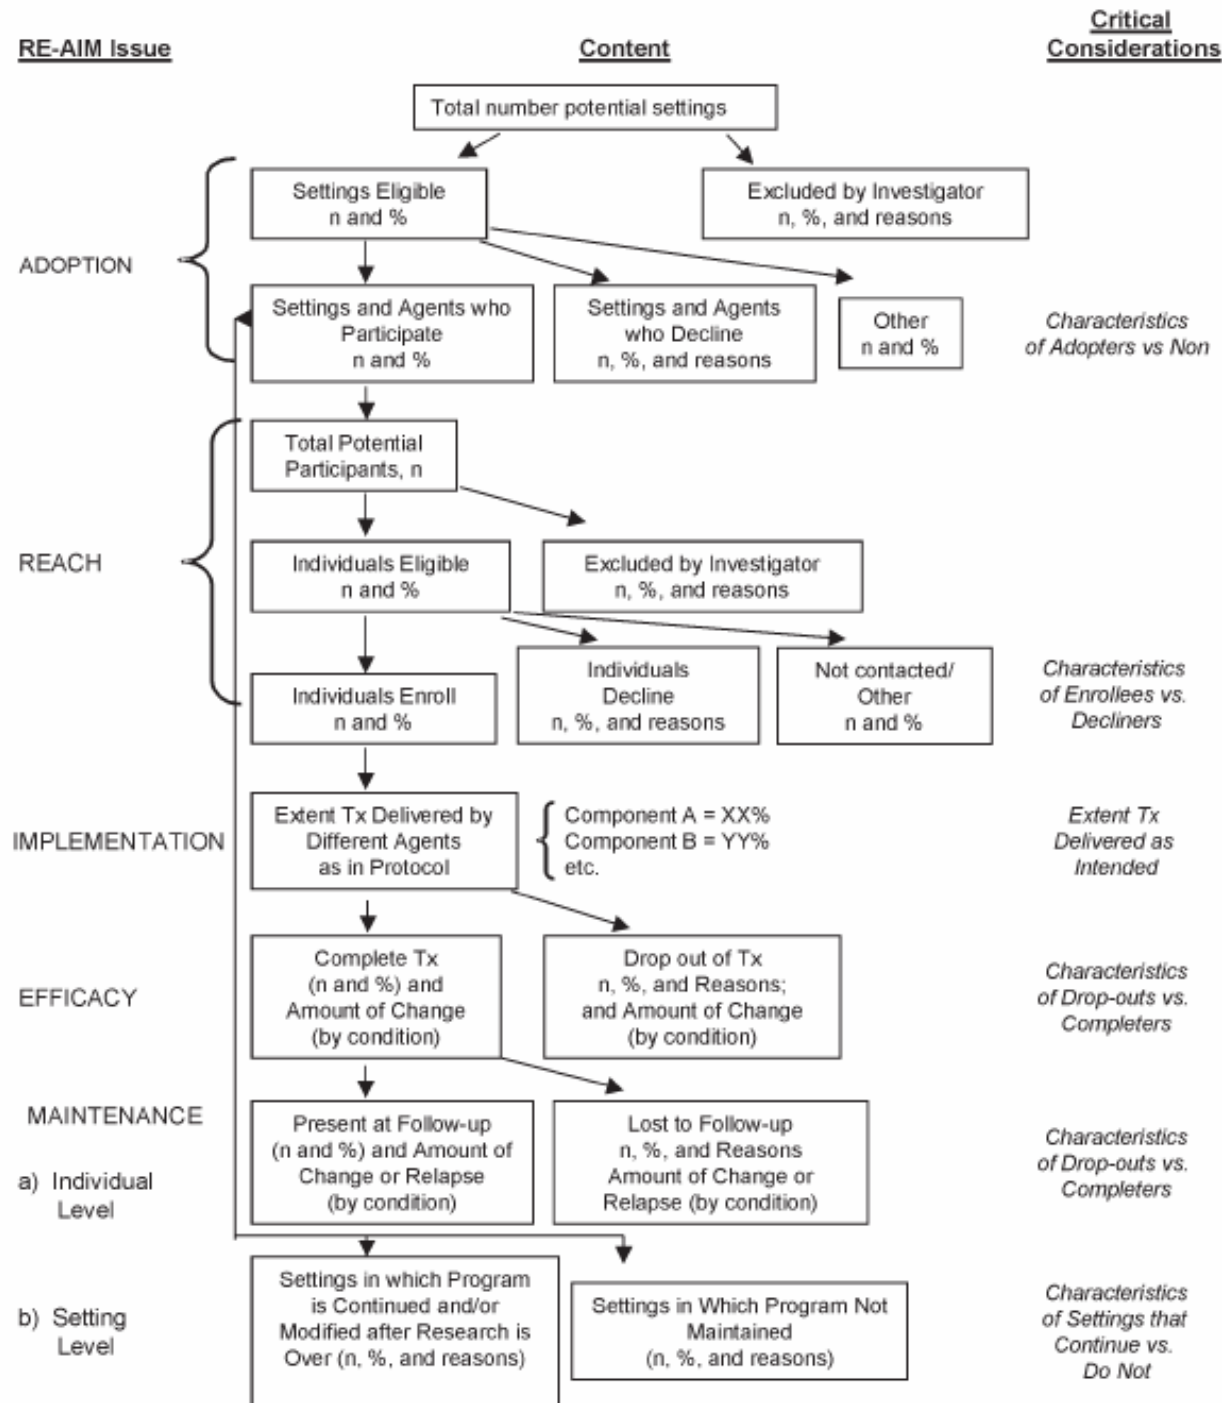 RE-AIM Issue
Content
Critical
Considerations
Total number potential settings
Settings Eligible
n and %
Excluded by Investigator
n, %, and reasons
ADOPTION
Settings and Agents who
Participate
n and %
Settings and Agents
who Decline
n, %, and reasons
Other
n and %
Characteristics
of Adopters vs Non
Total Potential
Participants, n
REACH
Individuals Eligible
n and %
Excluded by Investigator
n, %, and reasons
Individuals Enroll
n and %
Individuals
Decline
n, %, and reasons
Not contacted/
Other
n and %
Characteristics
of Enrollees vs.
Decliners
IMPLEMENTATION
Extent Tx Delivered by
Different Agents
as in Protocol
Component A = XX%
Component B = YY%
etc.
Extent Tx
Delivered as
Intended
EFFICACY
Complete Tx
(n and %) and
Amount of Change
(by condition)
Drop out of Tx
n, %, and Reasons;
and Amount of Change
(by condition)
Characteristics
of Drop-outs vs.
Completers
MAINTENANCE
a) Individual
Level
Present at Follow-up
(n and %) and Amount of
Change or Relapse
(by condition)
Lost to Follow-up
n, %, and Reasons
Amount of Change or
Relapse (by condition)
Characteristics
of Drop-outs vs.
Completers
b) Setting
Level
Settings in which Program
is Continued and/or
Modified after Research is
Over (n, %, and reasons)
Settings in Which Program Not
Maintained
(n, %, and reasons)
Characteristics
of Settings that
Continue vs.
Do Not